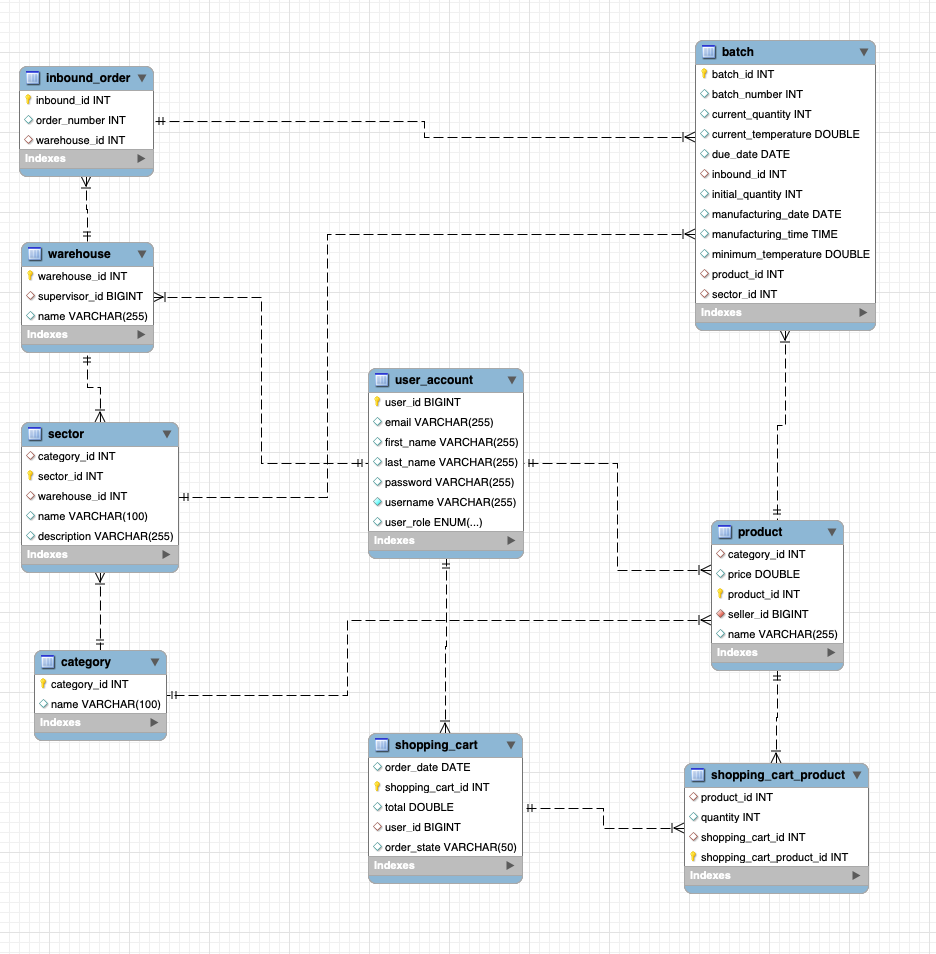 inbound_order
inbound_id INT
order_number INT
warehouse_id INT
Indexes
batch
batch_id INT
batch_number INT
current_quantity INT
current_temperature DOUBLE
due_date DATE
inbound_id INT
initial_quantity INT
manufacturing_date DATE
manufacturing_time TIME
minimum_temperature DOUBLE
product_id INT
sector_id INT
Indexes
warehouse
warehouse_id INT
supervisor_id BIGINT
name VARCHAR(255)
Indexes
user_account
user_id BIGINT
email VARCHAR(255)
first_name VARCHAR(255)
last_name VARCHAR(255)
password VARCHAR(255)
username VARCHAR(255)
user_role ENUM(...)
Indexes
sector
category_id INT
sector_id INT
warehouse_id INT
name VARCHAR(100)
description VARCHAR(255)
Indexes
product
category_id INT
price DOUBLE
product_id INT
seller_id BIGINT
name VARCHAR(255)
Indexes
category
category_id INT
name VARCHAR(100)
Indexes
shopping_cart
order_date DATE
shopping_cart_id INT
total DOUBLE
user_id BIGINT
order_state VARCHAR(50)
Indexes
shopping_cart_product
product_id INT
quantity INT
shopping_cart_id INT
shopping_cart_product_id INT
Indexes